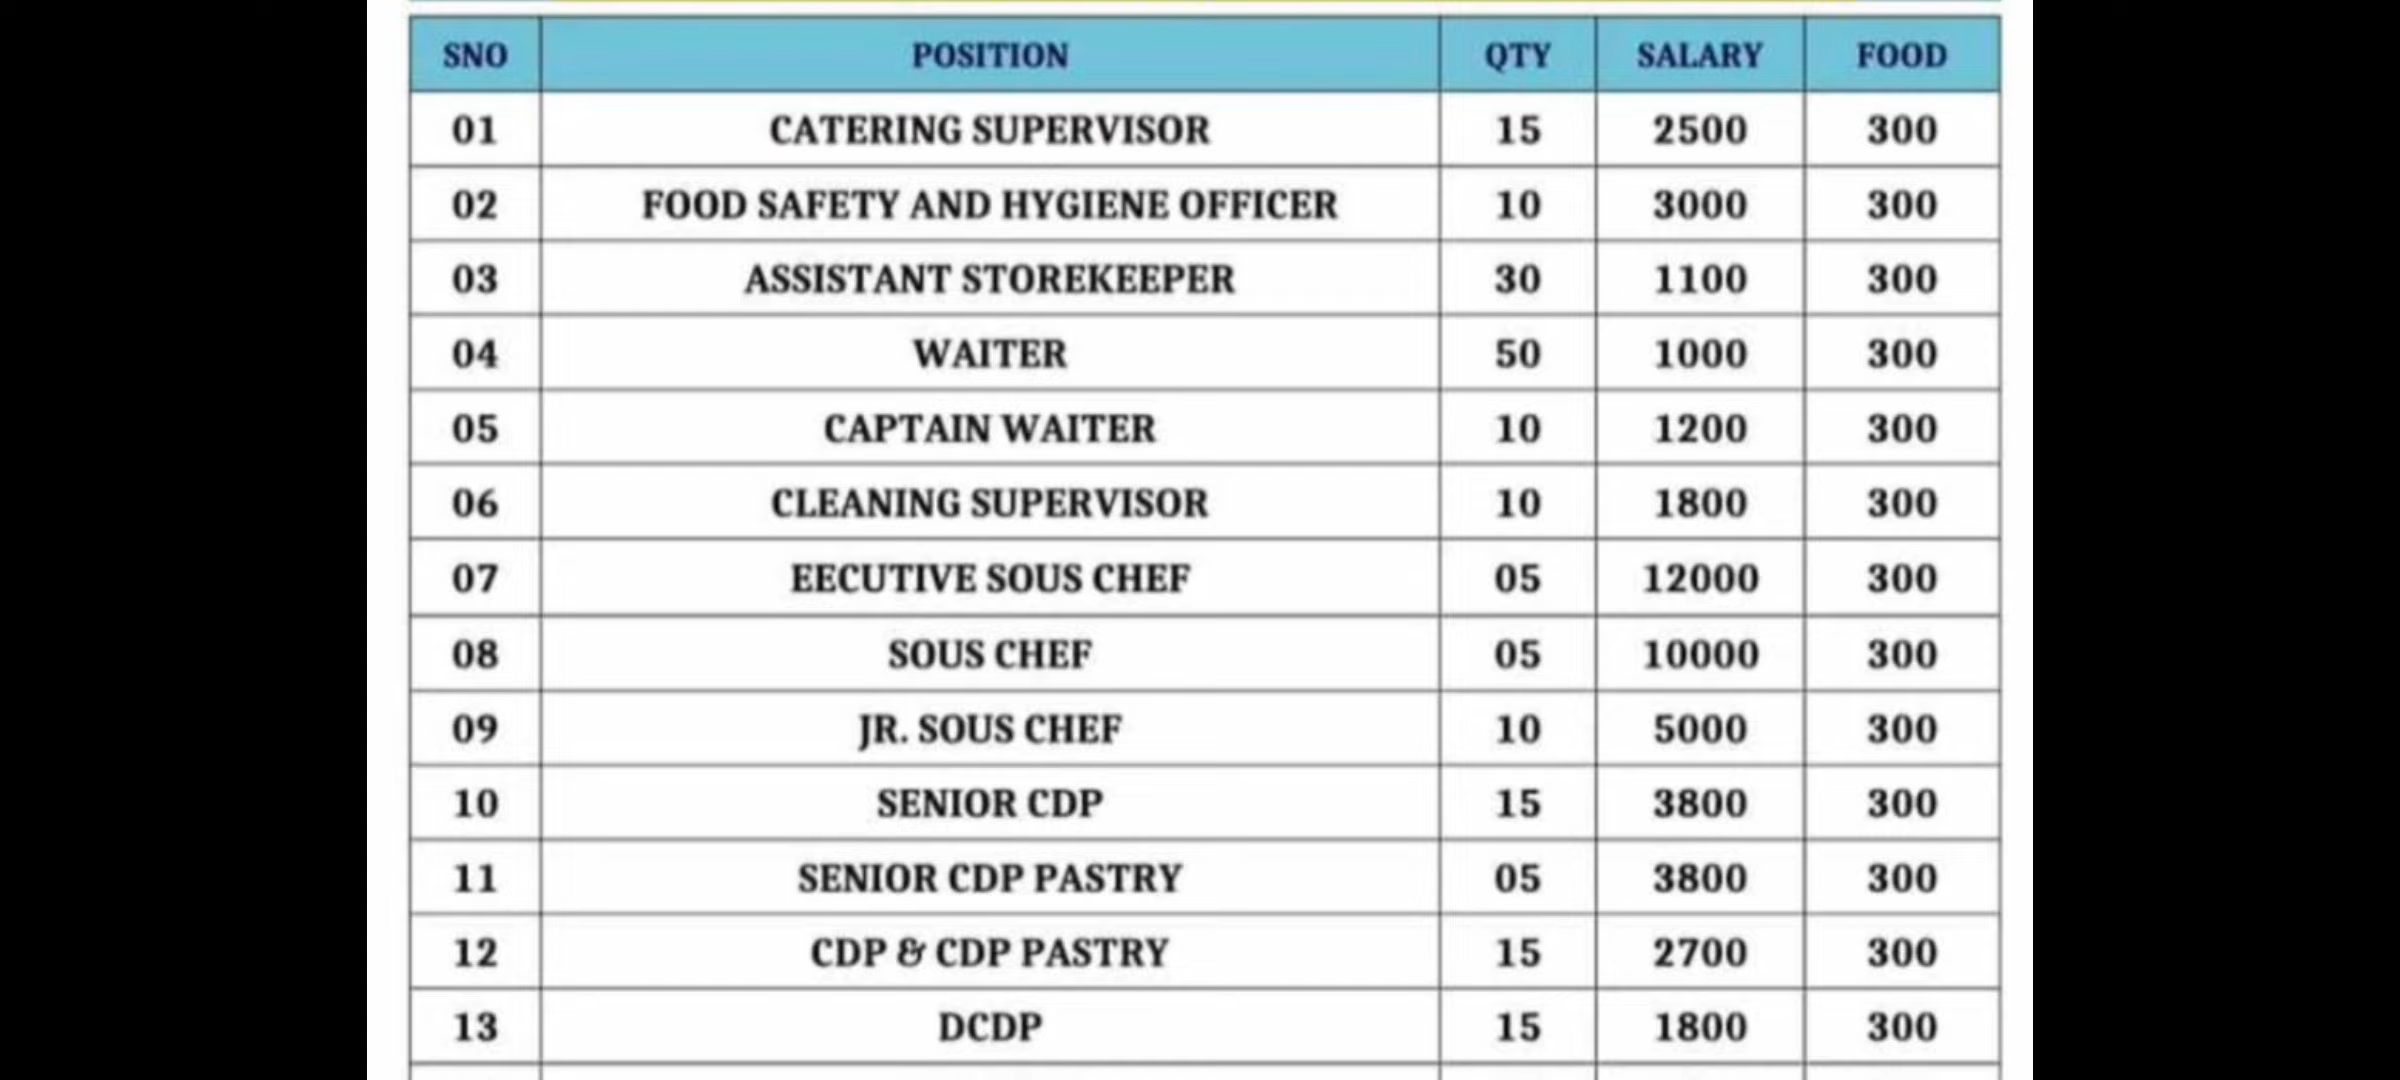 SNO POSITION QTY SALARY FOOD
01 CATERING SUPERVISOR 15 2500 300
02 FOOD SAFETY AND HYGIENE OFFICER 10 3000 300
03 ASSISTANT STOREKEEPER 30 1100 300
04 WAITER 50 1000 300
05 CAPTAIN WAITER 10 1200 300
06 CLEANING SUPERVISOR 10 1800 300
07 EECUTIVE SOUS CHEF 05 12000 300
08 SOUS CHEF 05 10000 300
09 JR. SOUS CHEF 10 5000 300
10 SENIOR CDP 15 3800 300
11 SENIOR CDP PASTRY 05 3800 300
12 CDP & CDP PASTRY 15 2700 300
13 DCDP 15 1800 300